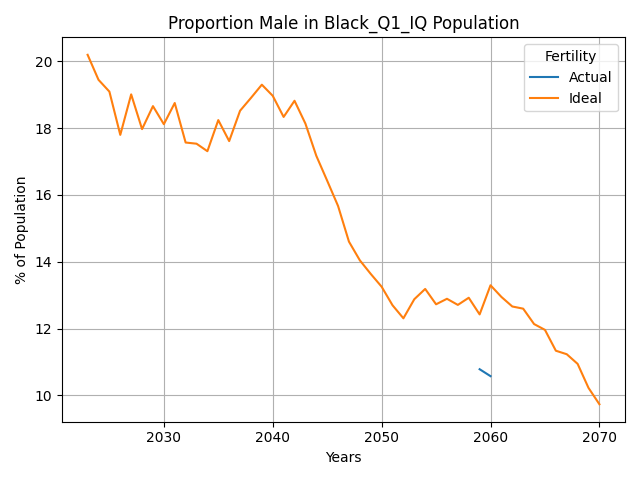 Proportion Male in Black_Q1_IQ Population
Fertility
Actual
Ideal
% of Population
20
18
16
14
12
10
2030
2040
2050
2060
2070
Years